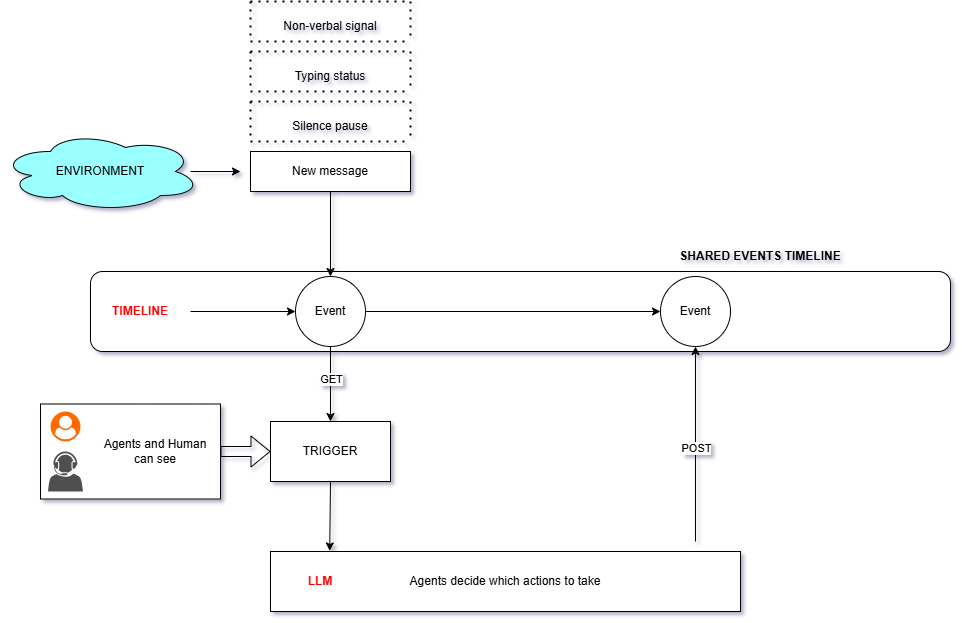 Non-verbal signal
Typing status
Silence pause
ENVIRONMENT
New message
SHARED EVENTS TIMELINE
TIMELINE
Event
Event
GET
Agents and Human
can see
TRIGGER
POST
LLM
Agents decide which actions to take